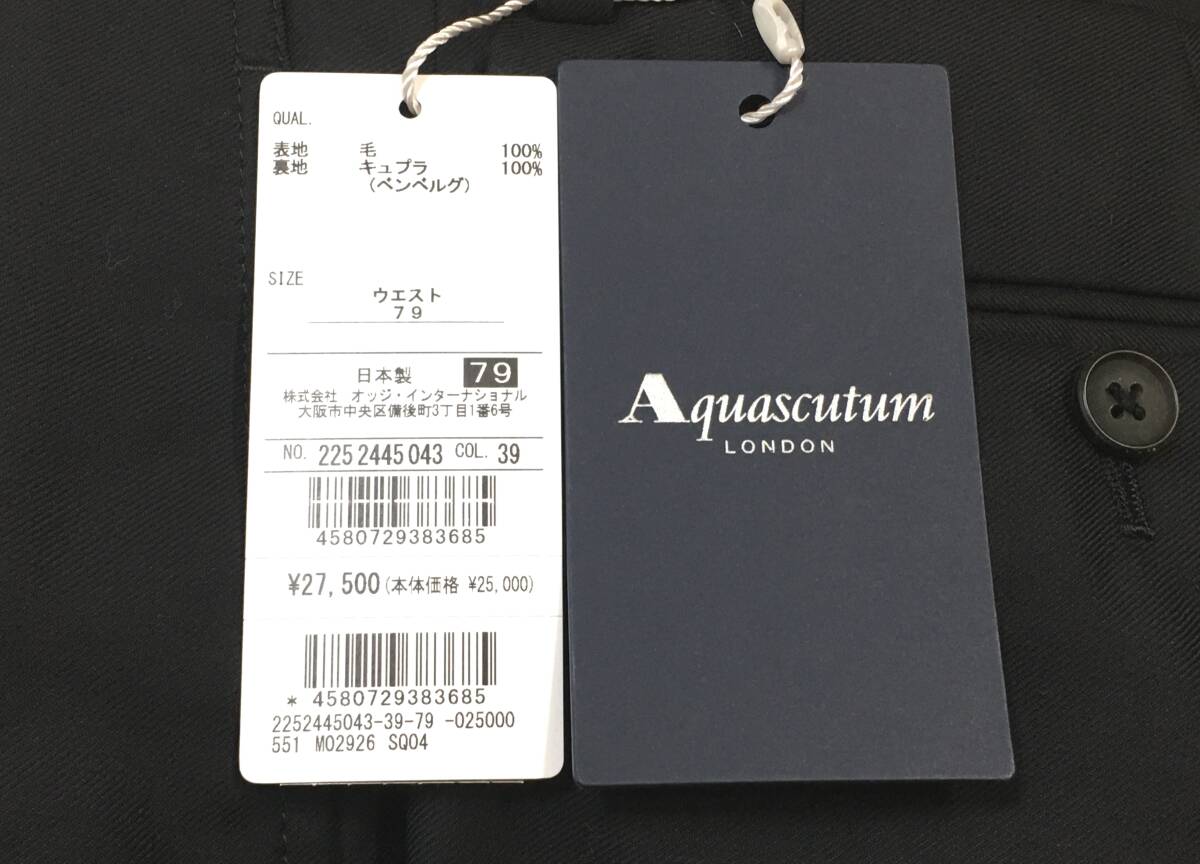 QUAL.
表地 毛 100%
裏地 キュプラ 100%
(ベンベルグ)
SIZE
ウエスト
79
日本製 79
株式会社 オッジ・インターナショナル
大阪市中央区備後町3丁目1番6号
NO. 2252445043 COL. 39
4580729383685
¥27,500(本体価格 ¥25,000)
* 4580729383685
2252445043-39-79 -025000
551 M02926 SQ04
Aquascutum
LONDON